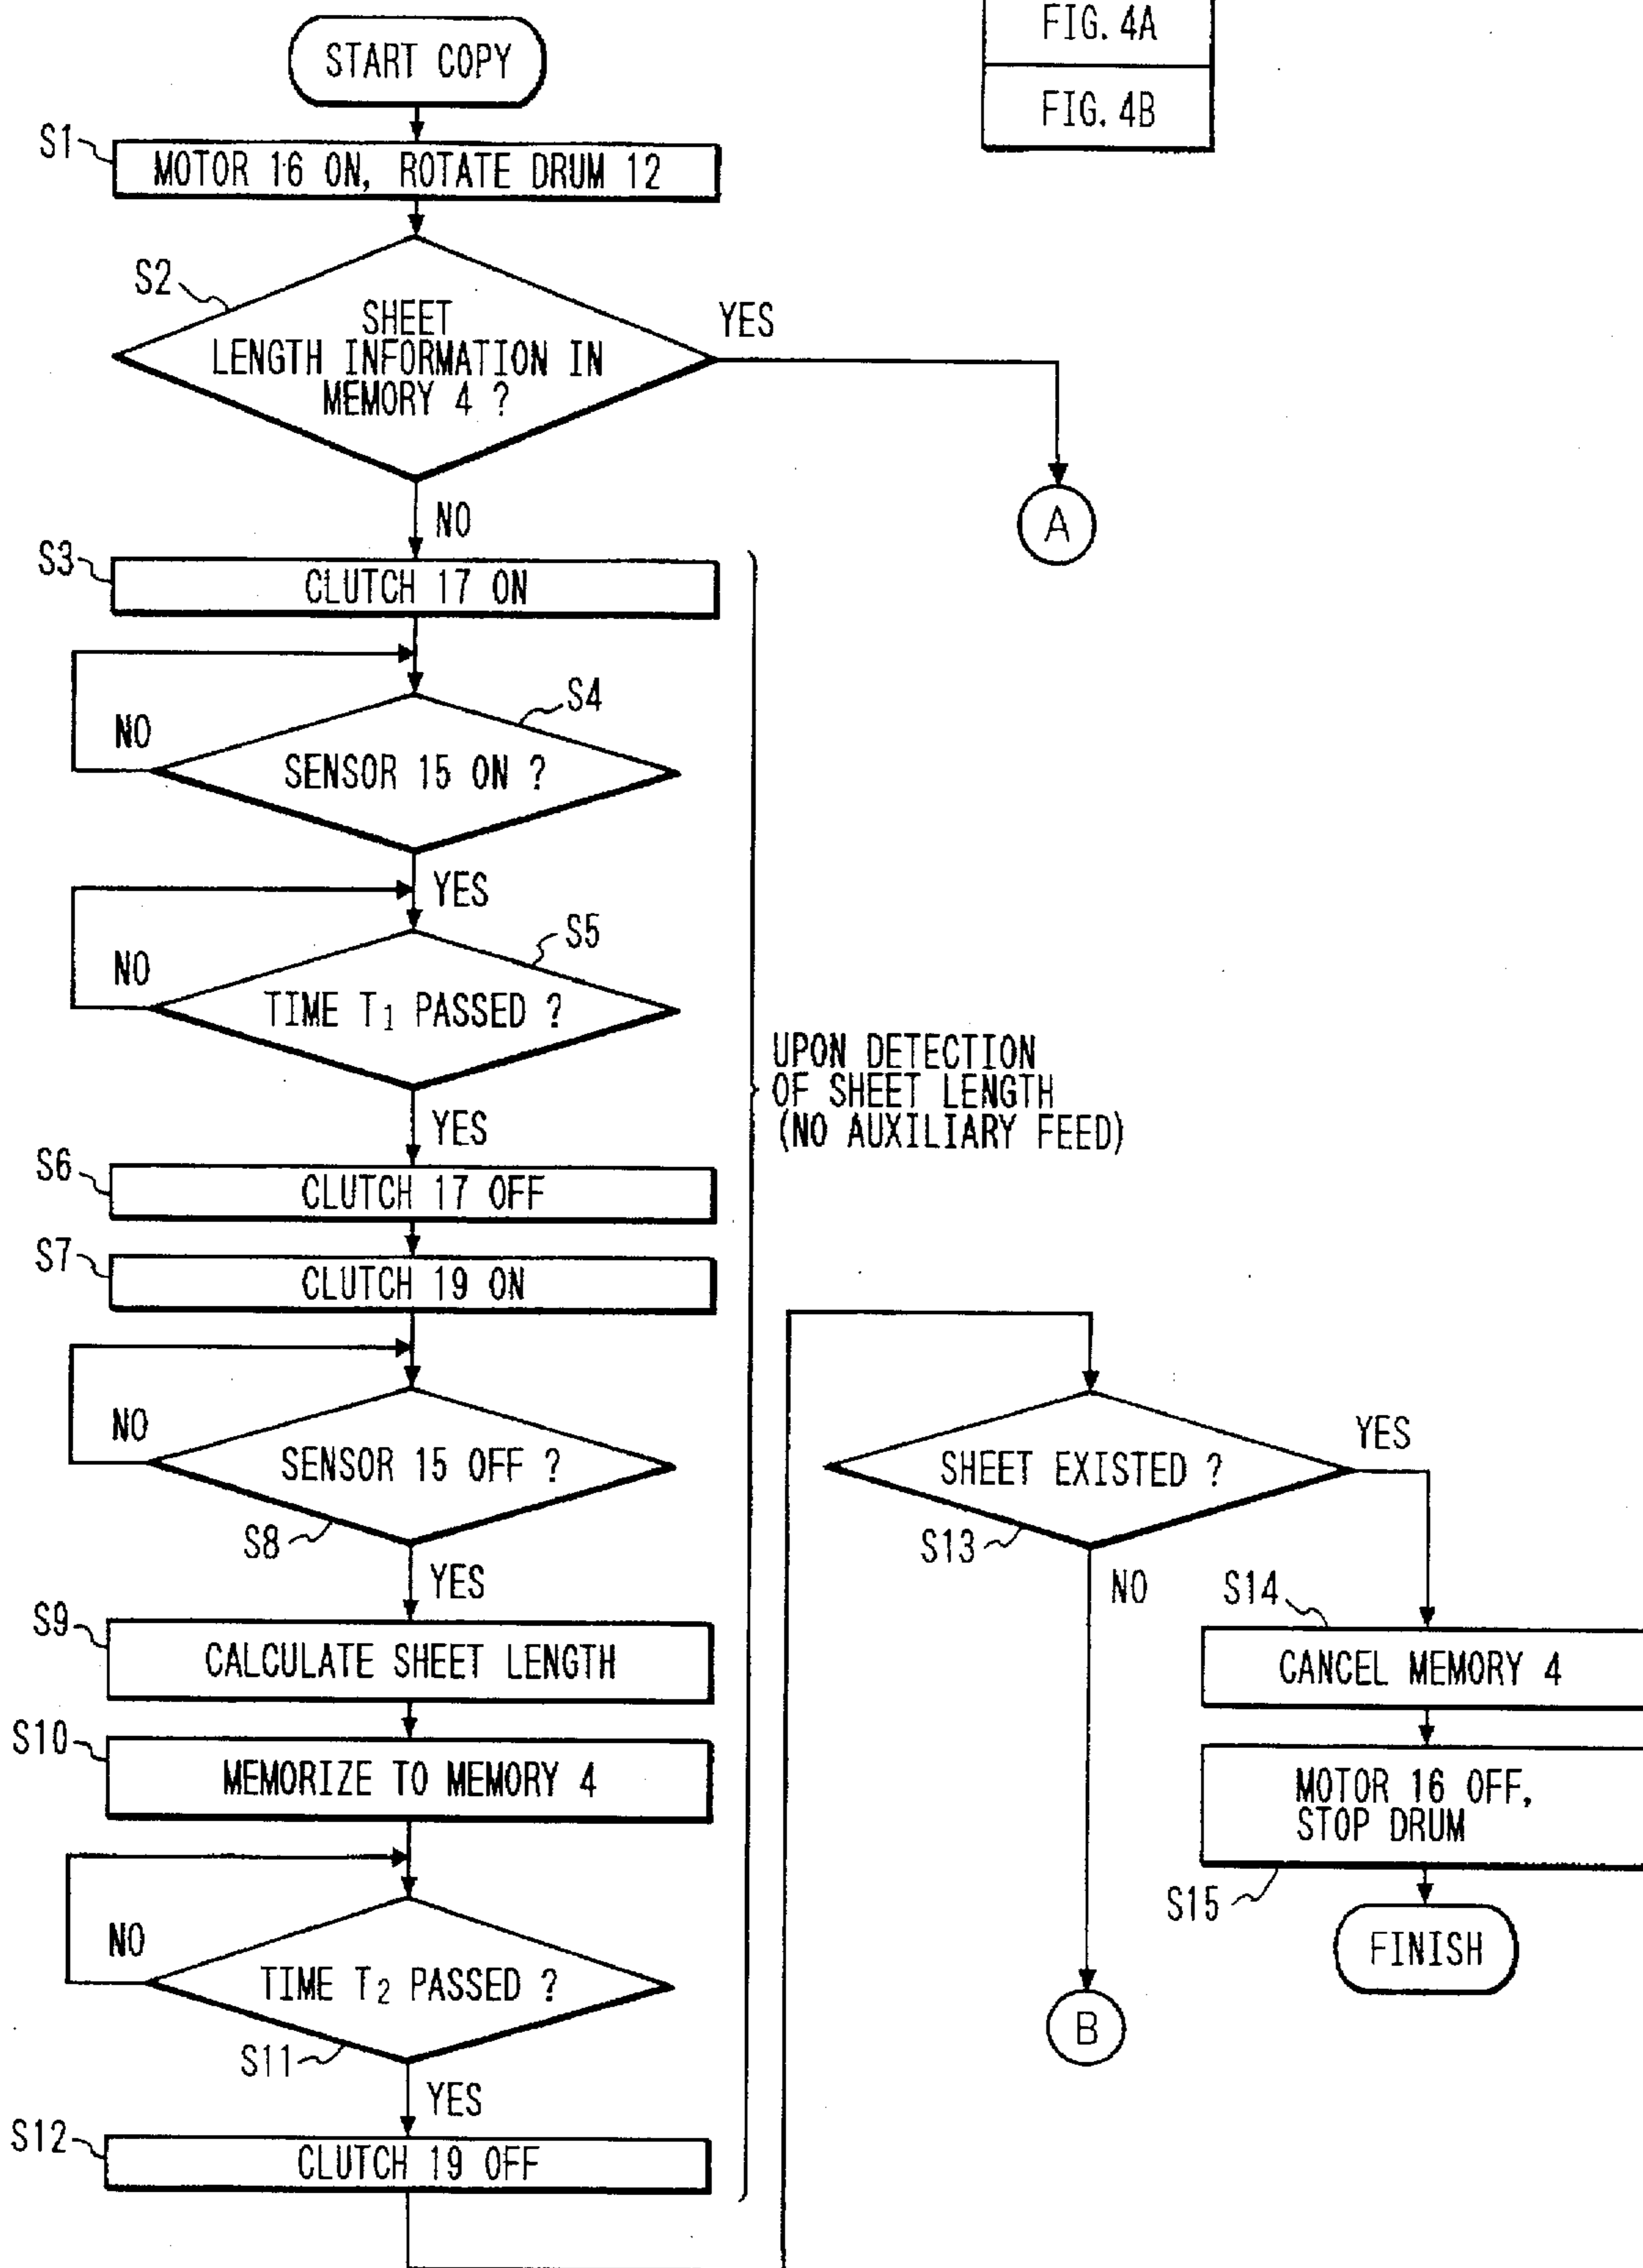 FIG. 4A
FIG. 4B
START COPY
S1
MOTOR 16 ON, ROTATE DRUM 12
S2
SHEET
LENGTH INFORMATION IN
MEMORY 4 ?
YES
A
NO
S3
CLUTCH 17 ON
S4
NO
SENSOR 15 ON ?
YES
S5
NO
TIME T1 PASSED ?
YES
UPON DETECTION
OF SHEET LENGTH
(NO AUXILIARY FEED)
S6
CLUTCH 17 OFF
S7
CLUTCH 19 ON
NO
SENSOR 15 OFF ?
S8
YES
S9
CALCULATE SHEET LENGTH
S10
MEMORIZE TO MEMORY 4
NO
TIME T2 PASSED ?
S11
YES
S12
CLUTCH 19 OFF
SHEET EXISTED ?
YES
S13
NO
S14
CANCEL MEMORY 4
MOTOR 16 OFF,
STOP DRUM
S15
FINISH
B